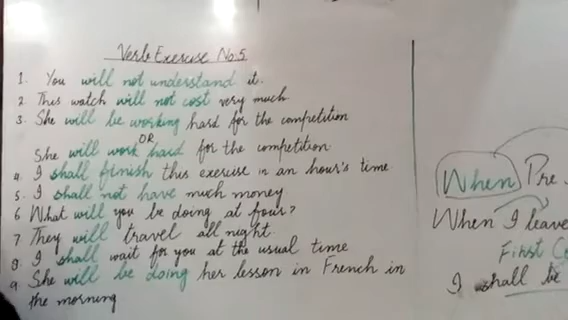 Verb Exercise No:5
1. You will not understand it.
2. This watch will not cost very much
3. She will be working hard for the competition
OR
She will work hard for the competition
4. I shall finish this exercise in an hour's time
5. I shall not have much money
6 What will you be doing at four?
7. They will travel all night.
8. I shall wait for you at the usual time
9 She will be doing her lesson in French in
the morning
When Pre
When I leave
First Co
I shall be